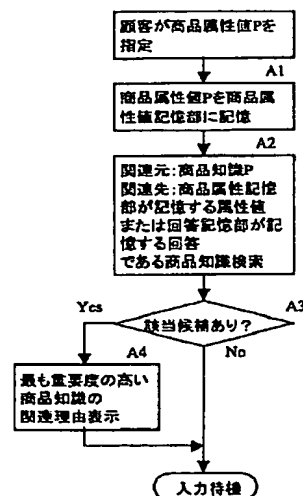 顧客が商品属性値Pを
指定
A1
商品属性値Pを商品属
性値記憶部に記憶
A2
関連元：商品知識P
関連先：商品属性記憶
部が記憶する属性値
または回答記憶部が記
憶する回答
である商品知識検索
A3
Yes
該当候補あり？
No
A4
最も重要度の高い
商品知識の
関連理由表示
入力待機